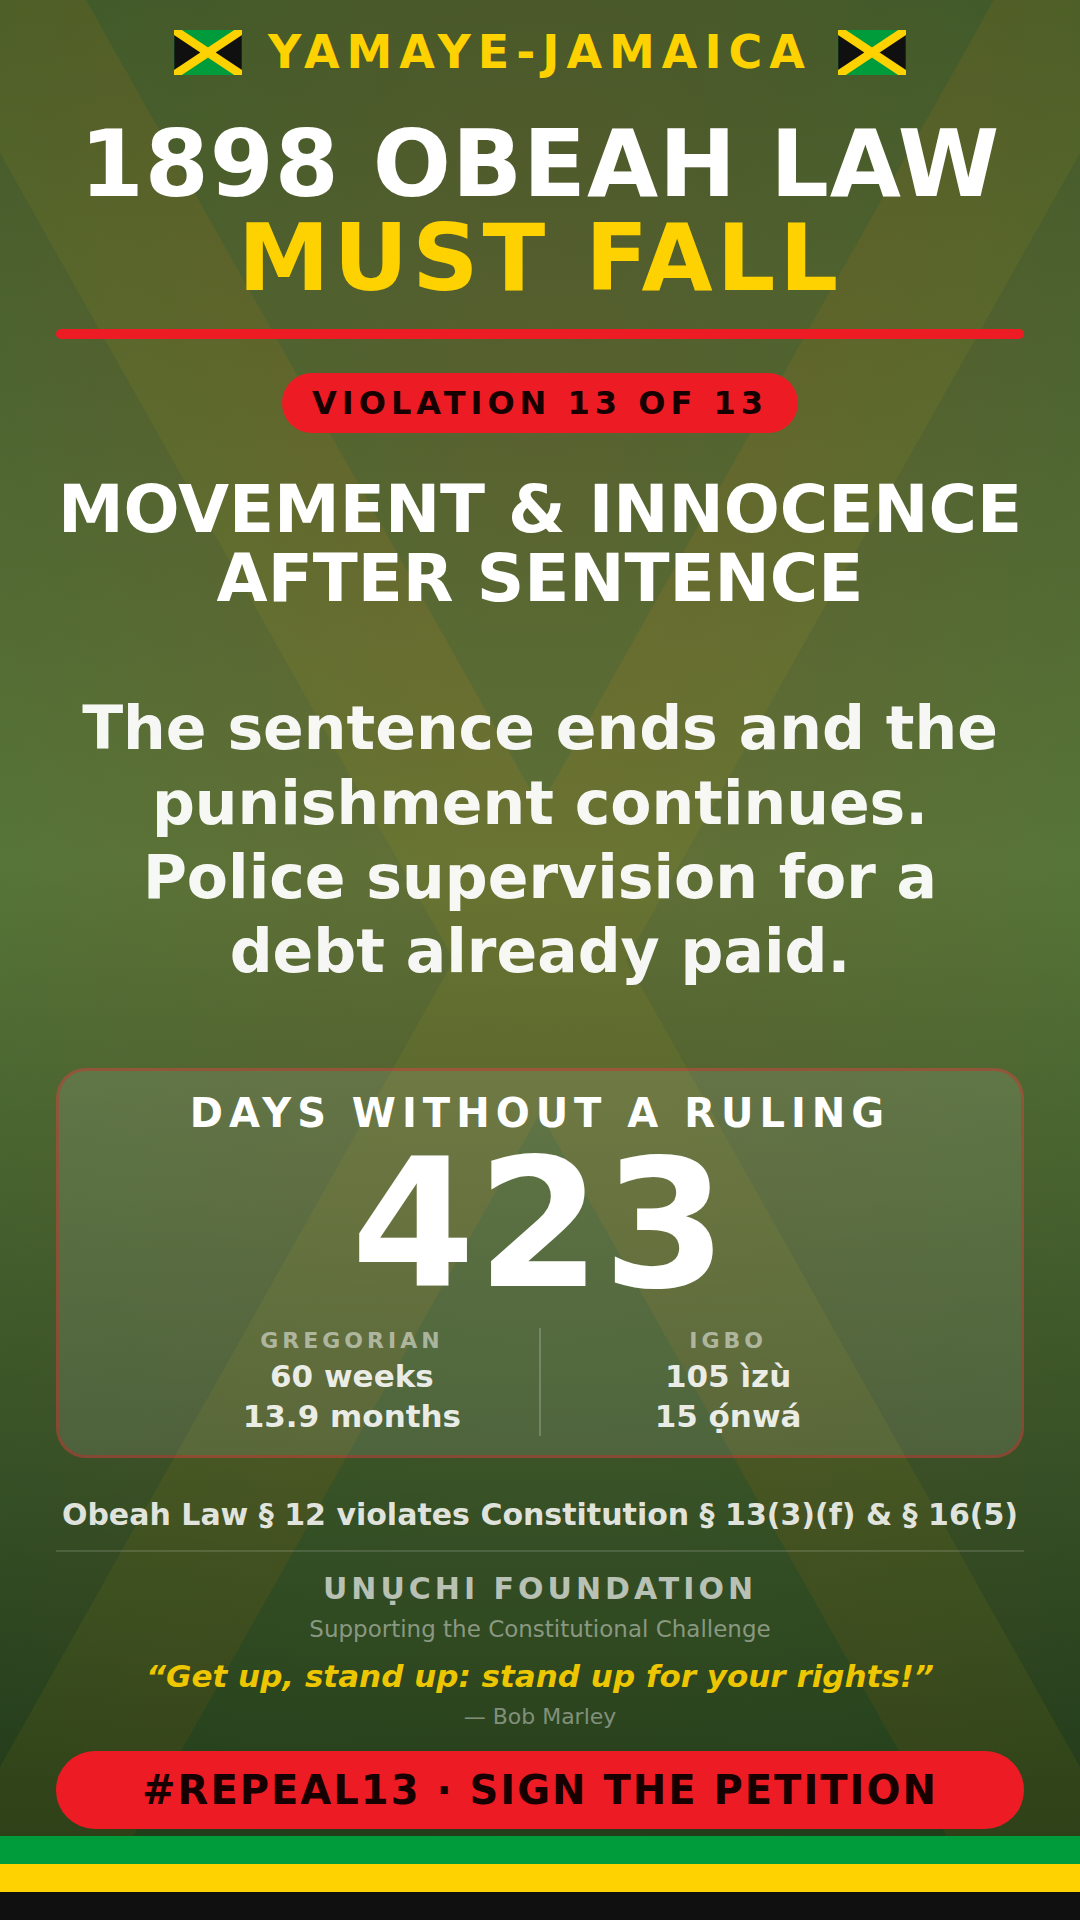 YAMAYE-JAMAICA
1898 OBEAH LAW
MUST FALL
VIOLATION 13 OF 13
MOVEMENT & INNOCENCE
AFTER SENTENCE
The sentence ends and the
punishment continues.
Police supervision for a
debt already paid.
DAYS WITHOUT A RULING
423
GREGORIAN
60 weeks
13.9 months
IGBO
105 ìzù
15 ọ́nwá
Obeah Law § 12 violates Constitution § 13(3)(f) & § 16(5)
UNỤCHI FOUNDATION
Supporting the Constitutional Challenge
“Get up, stand up: stand up for your rights!”
— Bob Marley
#REPEAL13 · SIGN THE PETITION